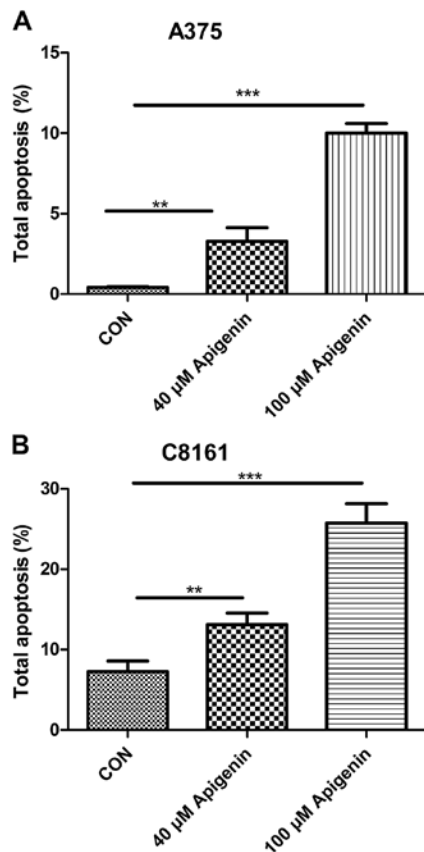 A
A375
Total apoptosis (%)
15
10
5
0
***
**
CON
40 µM Apigenin
100 µM Apigenin
B
C8161
Total apoptosis (%)
30
20
10
0
***
**
CON
40 µM Apigenin
100 µM Apigenin